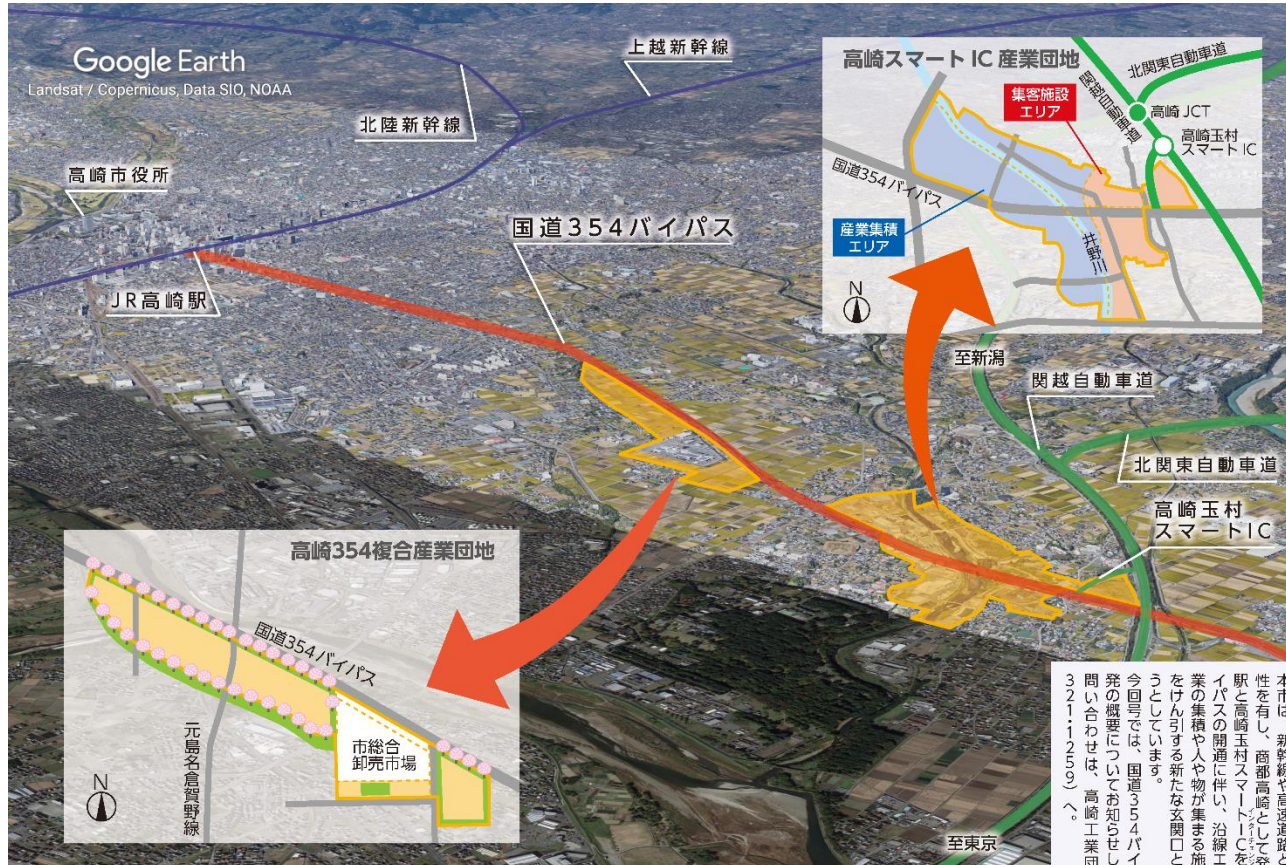 Google Earth
Landsat / Copernicus, Data SIO, NOAA
上越新幹線
北陸新幹線
高崎市役所
国道354バイパス
JR高崎駅
高崎スマートIC産業団地
北関東自動車道
関越自動車道
集客施設
エリア
高崎JCT
高崎玉村
スマートIC
国道354バイパス
産業集積
エリア
井野川
N
至新潟
関越自動車道
北関東自動車道
高崎玉村
スマートIC
高崎354複合産業団地
国道354バイパス
市総合
卸売市場
元島名倉賀野線
N
至東京
本市は、新幹線や高速道路と
性を有し、商都高崎としてや
駅と高崎玉村スマートICを
インターチェンジ
イパスの開通に伴い、沿線エ
業の集積や人や物が集まる施
をけん引する新たな玄関口と
うとしています。
今回号では、国道354バイ
発の概要についてお知らせし
問い合わせは、高崎工業団
321・1259）へ。